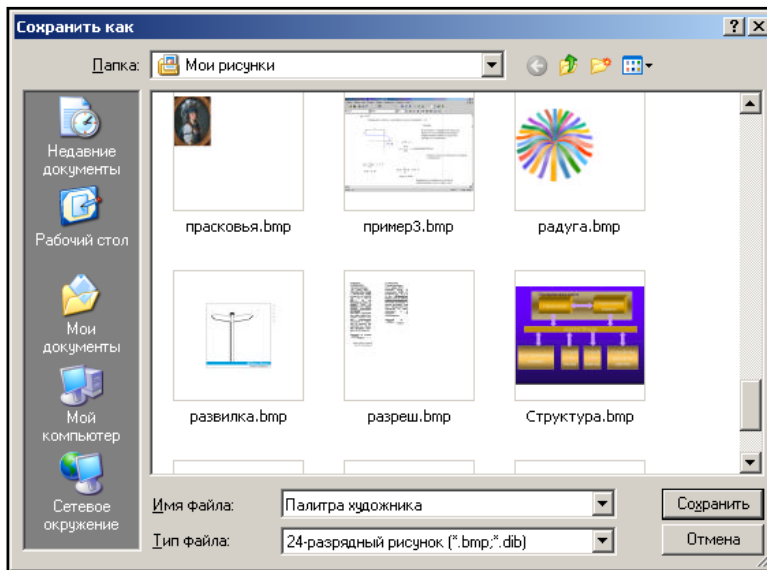 Сохранить как
Папка:
Мои рисунки
Недавние
документы
Рабочий стол
Мои
документы
Мой
компьютер
Сетевое
окружение
прасковья.bmp
пример3.bmp
радуга.bmp
развилка.bmp
разреш.bmp
Структура.bmp
Имя файла:
Палитра художника
Сохранить
Тип файла:
24-разрядный рисунок (*.bmp;*.dib)
Отмена